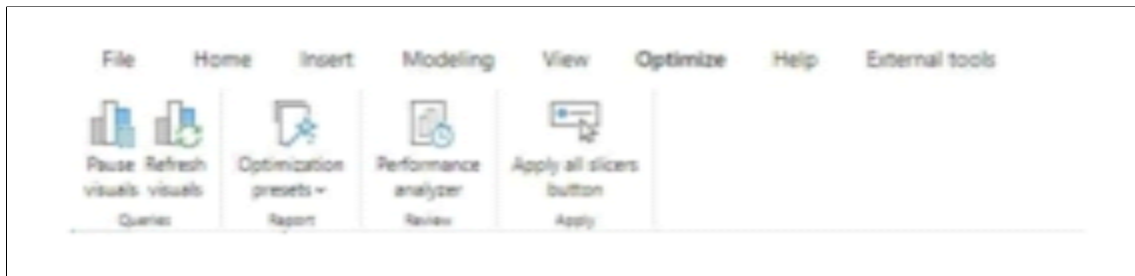 File Home Insert Modeling View Optimize Help External tools
Pause Refresh Optimization Performance Apply all slicers
visuals visuals presets analyzer button
Queries Report Review Apply